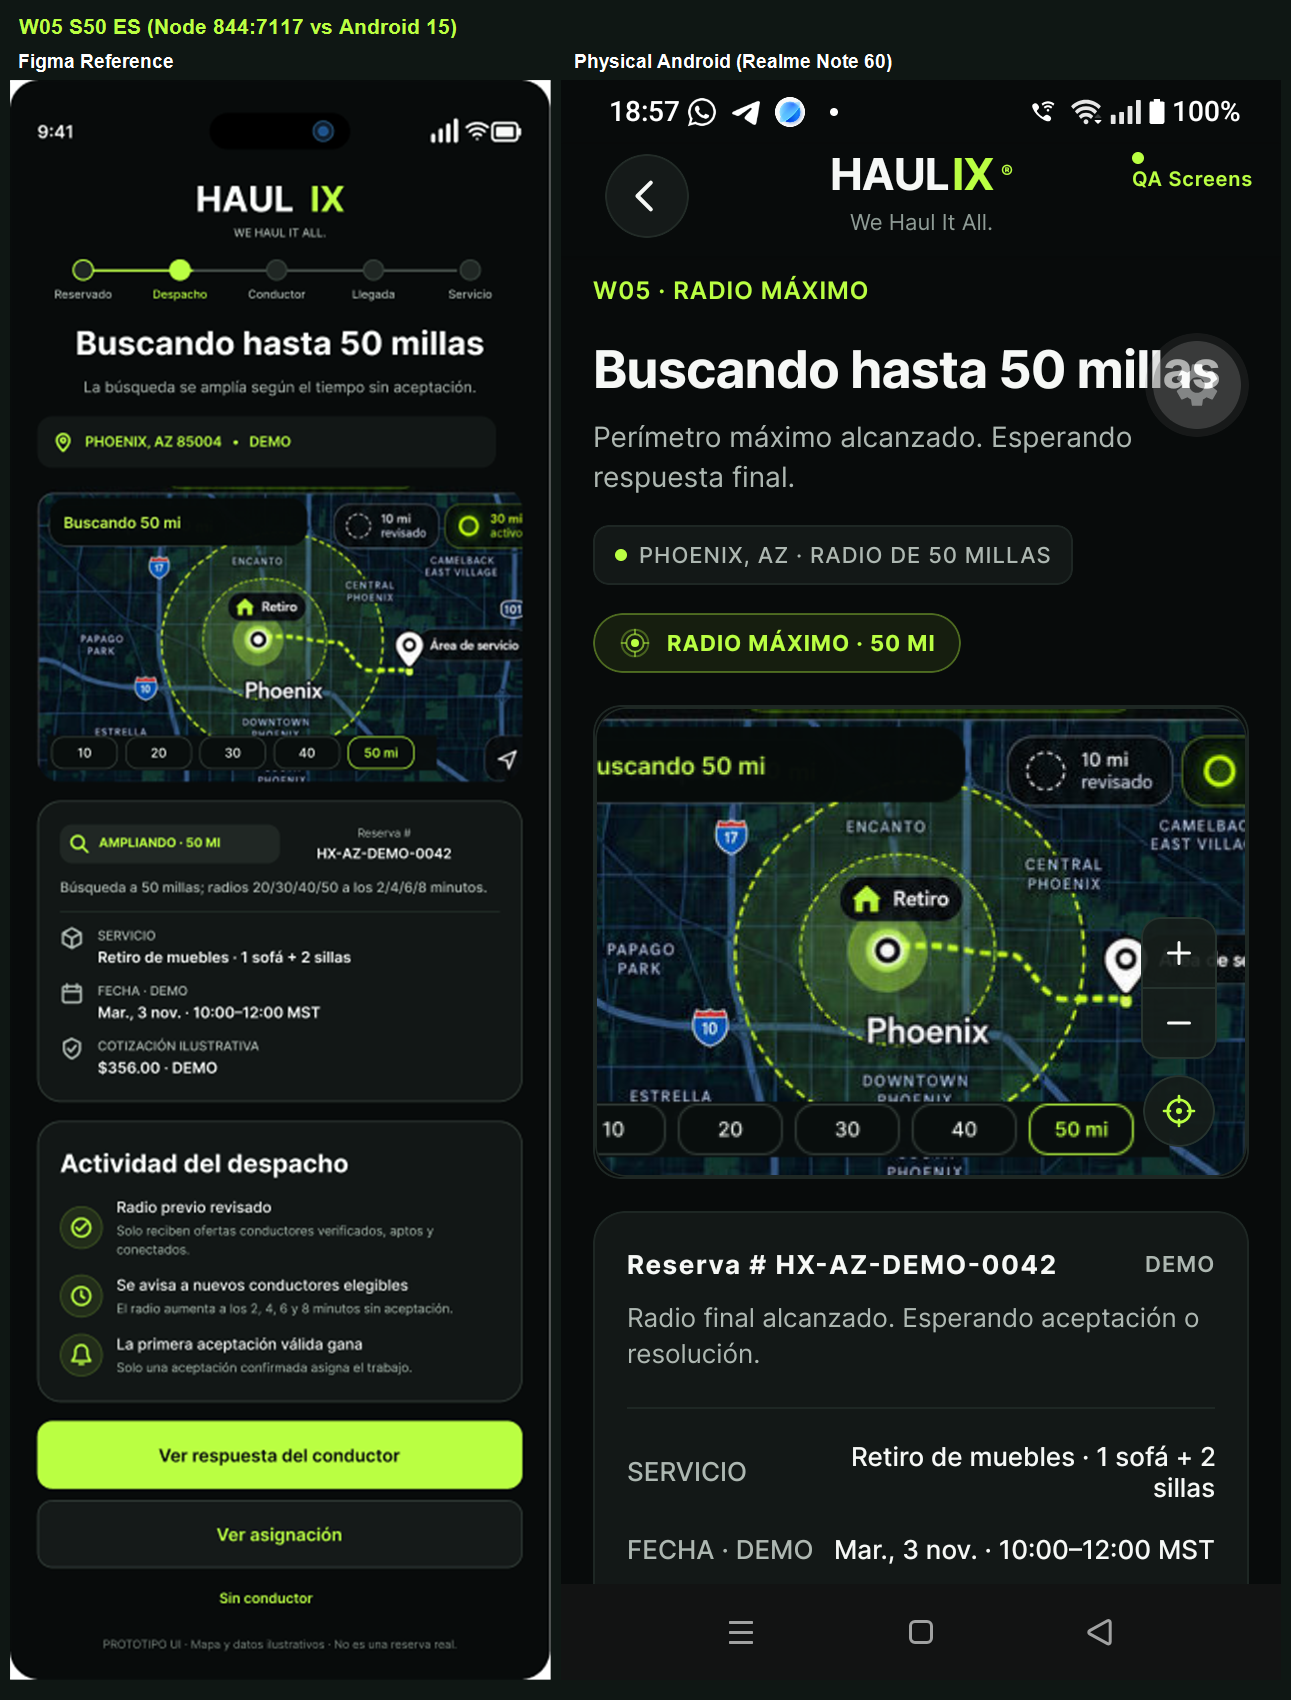 W05 S50 ES (Node 844:7117 vs Android 15)
Figma Reference
9:41
HAUL IX
WE HAUL IT ALL.
Reservado
Despacho
Conductor
Llegada
Servicio
Buscando hasta 50 millas
La búsqueda se amplía según el tiempo sin aceptación.
PHOENIX, AZ 85004 • DEMO
Buscando 50 mi
10 mi
revisado
30 mi
activo
17
ENCANTO
CAMELBACK
EAST VILLAGE
CENTRAL
PHOENIX
101
Retiro
PAPAGO
PARK
Área de servicio
10
Phoenix
DOWNTOWN
PHOENIX
ESTRELLA
10
20
30
40
50 mi
PHOENIX
AMPLIANDO · 50 MI
Reserva #
HX-AZ-DEMO-0042
Búsqueda a 50 millas; radios 20/30/40/50 a los 2/4/6/8 minutos.
SERVICIO
Retiro de muebles · 1 sofá + 2 sillas
FECHA · DEMO
Mar., 3 nov. · 10:00–12:00 MST
COTIZACIÓN ILUSTRATIVA
$356.00 · DEMO
Actividad del despacho
Radio previo revisado
Solo reciben ofertas conductores verificados, aptos y
conectados.
Se avisa a nuevos conductores elegibles
El radio aumenta a los 2, 4, 6 y 8 minutos sin aceptación.
La primera aceptación válida gana
Solo una aceptación confirmada asigna el trabajo.
Ver respuesta del conductor
Ver asignación
Sin conductor
PROTOTIPO UI · Mapa y datos ilustrativos · No es una reserva real.
Physical Android (Realme Note 60)
18:57
100%
HAULIX ®
We Haul It All.
QA Screens
W05 · RADIO MÁXIMO
Buscando hasta 50 millas
Perímetro máximo alcanzado. Esperando
respuesta final.
PHOENIX, AZ · RADIO DE 50 MILLAS
RADIO MÁXIMO · 50 MI
uscando 50 mi
10 mi
revisado
17
ENCANTO
CAMELBAC
EAST VILLA
CENTRAL
PHOENIX
Retiro
PAPAGO
PARK
de se
10
Phoenix
DOWNTOWN
PHOENIX
ESTRELLA
10
20
30
40
50 mi
PHOENIX
Reserva # HX-AZ-DEMO-0042
DEMO
Radio final alcanzado. Esperando aceptación o
resolución.
SERVICIO
Retiro de muebles · 1 sofá + 2
sillas
FECHA · DEMO
Mar., 3 nov. · 10:00–12:00 MST